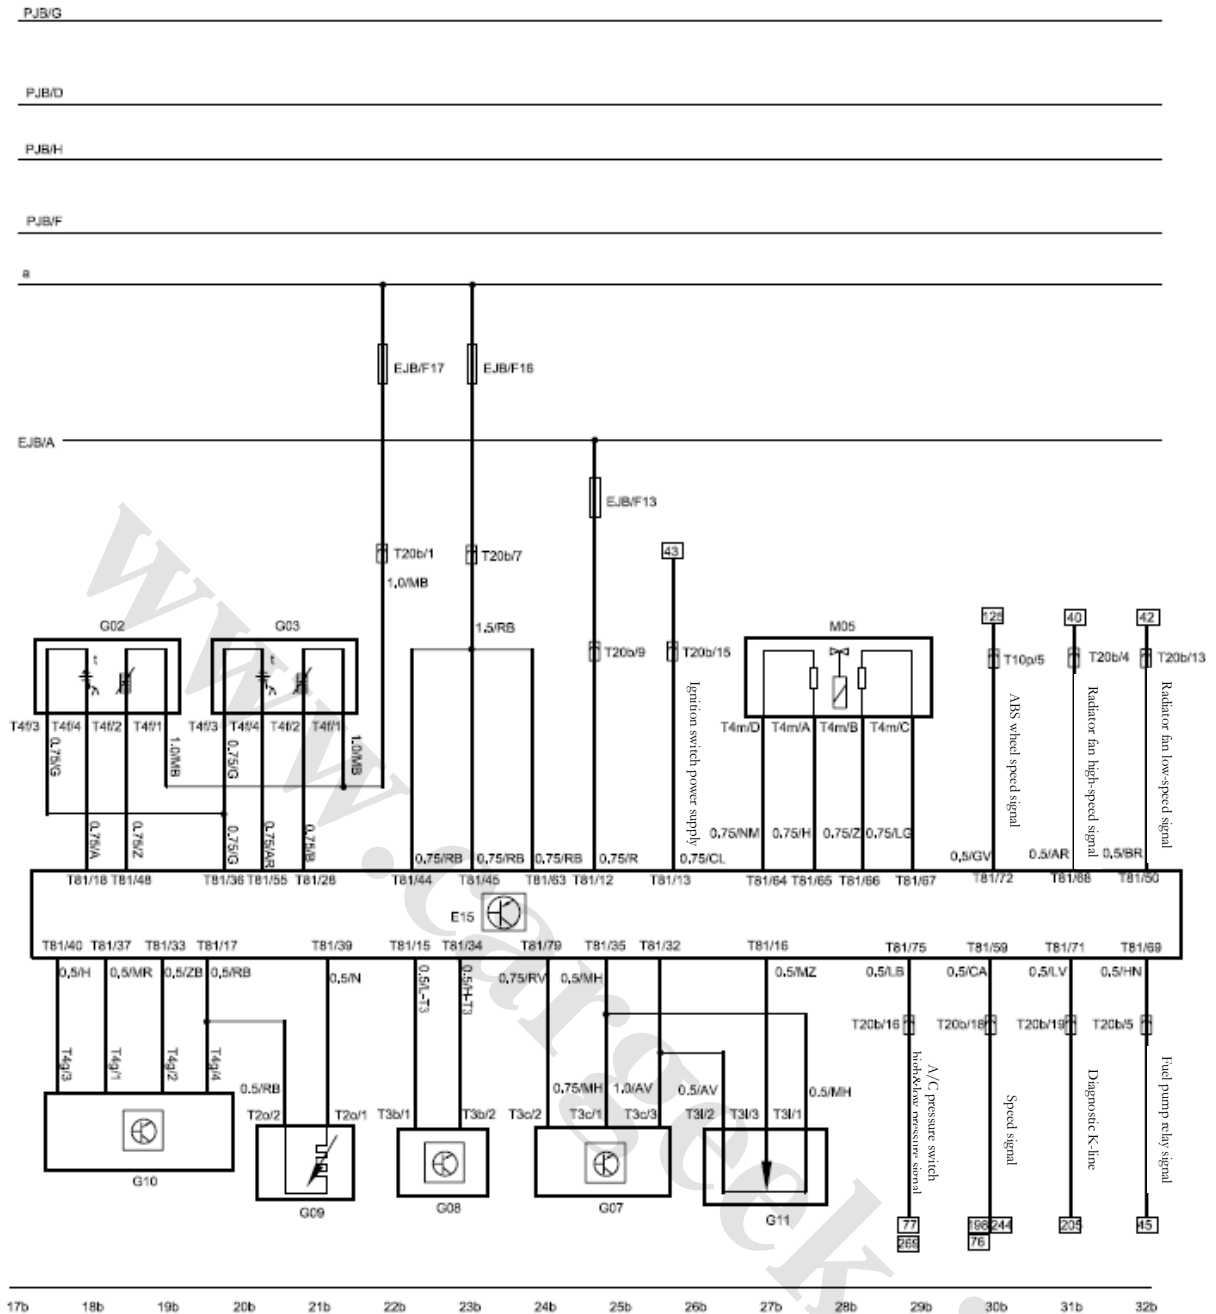 PJB/G
PJB/D
PJB/H
PJB/F
a
EJB/F17 EJB/F16
EJB/A
EJB/F13
T20b/1 T20b/7 43
1.0/MB
G02 G03 1.5/RB M05 125 40 42
T20b/9 T20b/15 T10p/5 T20b/4 T20b/13
T4f/3 T4f/4 T4f/2 T4f/1 T4f/3 T4f/4 T4f/2 T4f/1 T4m/D T4m/A T4m/B T4m/C
0.75/G 1.0/MB 0.75/G 1.0/MB
Ignition switch power supply
ABS wheel speed signal
Radiator fan high-speed signal
Radiator fan low-speed signal
0.75/A 0.75/Z 0.75/G 0.75/AR 0.75/B
0.75/NM 0.75/H 0.75/Z 0.75/LG
0.75/RB 0.75/RB 0.75/RB 0.75/R 0.75/CL 0.5/GV 0.5/AR 0.5/BR
T81/18 T81/48 T81/36 T81/55 T81/28 T81/44 T81/45 T81/63 T81/12 T81/13 T81/64 T81/65 T81/66 T81/67 T81/72 T81/68 T81/50
E15
T81/40 T81/37 T81/33 T81/17 T81/39 T81/15 T81/34 T81/79 T81/35 T81/32 T81/16 T81/75 T81/59 T81/71 T81/69
0.5/H 0.5/MR 0.5/ZB 0.5/RB 0.5/N 0.5/L-T3 0.5/H-T3 0.75/RV 0.5/MH 0.5/MZ 0.5/LB 0.5/CA 0.5/LV 0.5/HN
T20b/16 T20b/18 T20b/19 T20b/5
T4g/3 T4g/1 T4g/2 T4g/4
0.5/RB 0.75/MH 1.0/AV 0.5/AV 0.5/MH
T2o/2 T2o/1 T3b/1 T3b/2 T3c/2 T3c/1 T3c/3 T3l/2 T3l/3 T3l/1
A/C pressure switch
high&low pressure signal
Speed signal
Diagnostic K-line
Fuel pump relay signal
G10 G09 G08 G07 G11
77 198 244 205 45
269 76
17b 18b 19b 20b 21b 22b 23b 24b 25b 26b 27b 28b 29b 30b 31b 32b
www.cargeek.